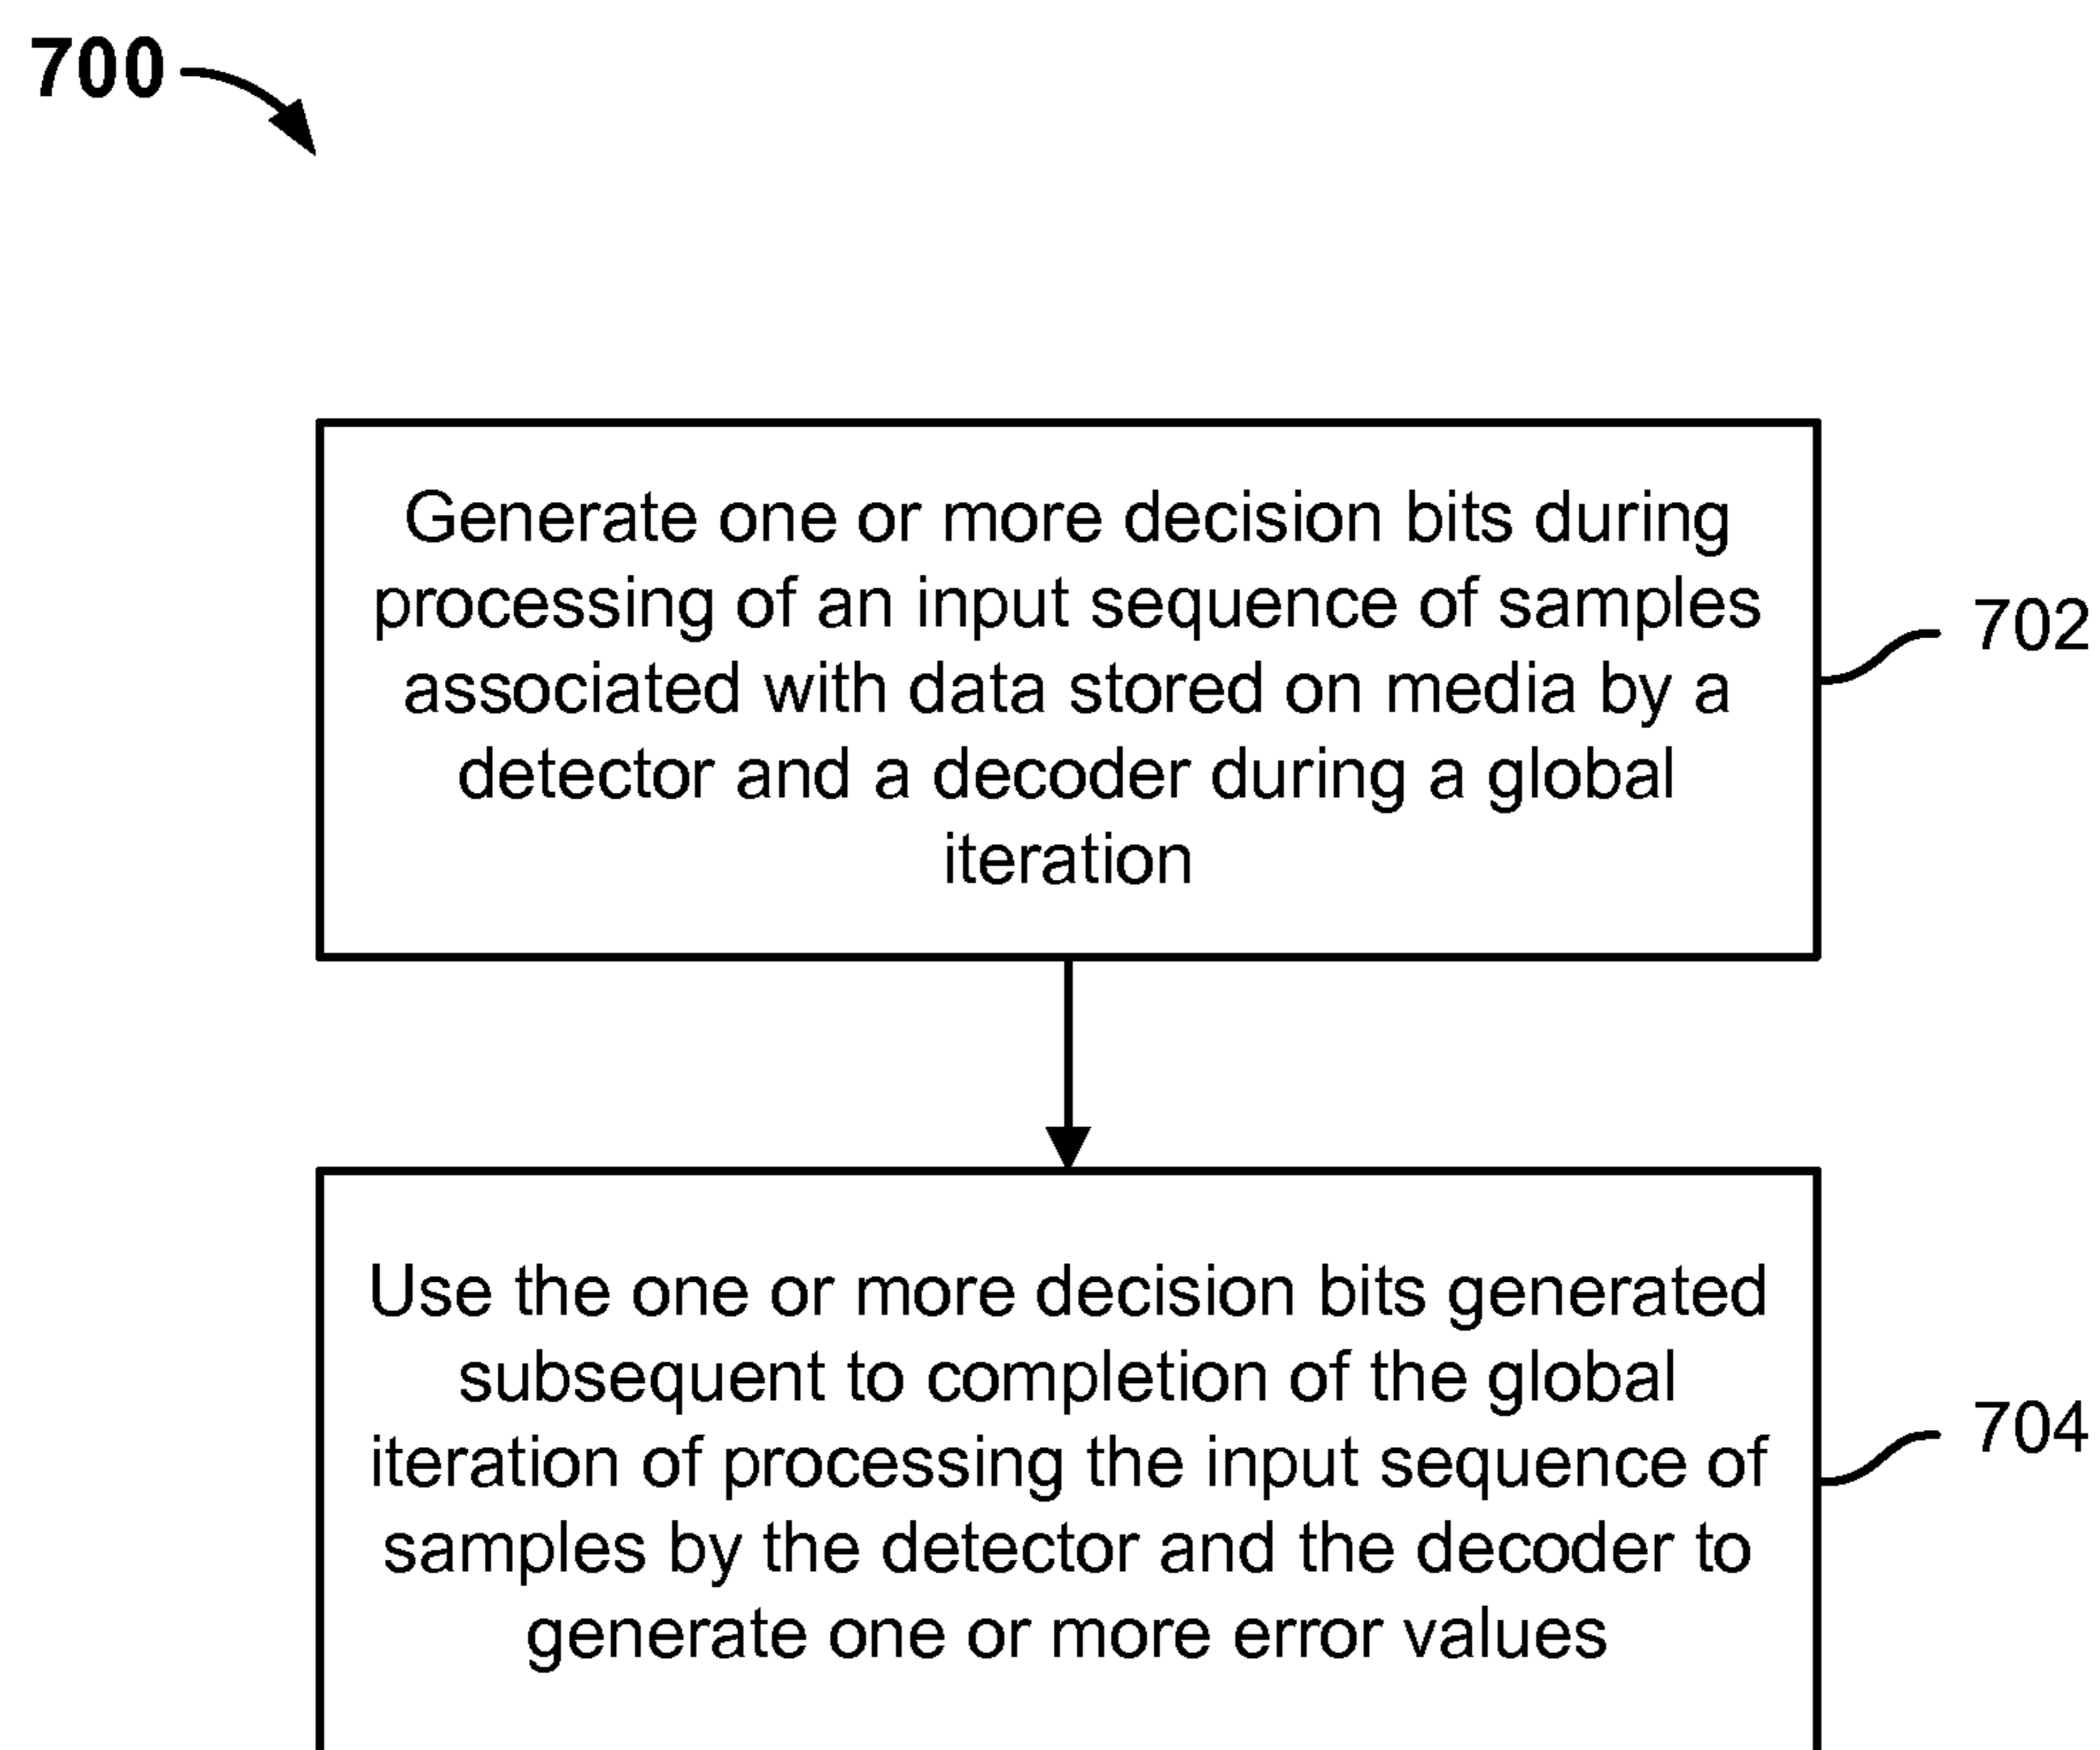 700
Generate one or more decision bits during
processing of an input sequence of samples
associated with data stored on media by a
detector and a decoder during a global
iteration
702
Use the one or more decision bits generated
subsequent to completion of the global
iteration of processing the input sequence of
samples by the detector and the decoder to
generate one or more error values
704